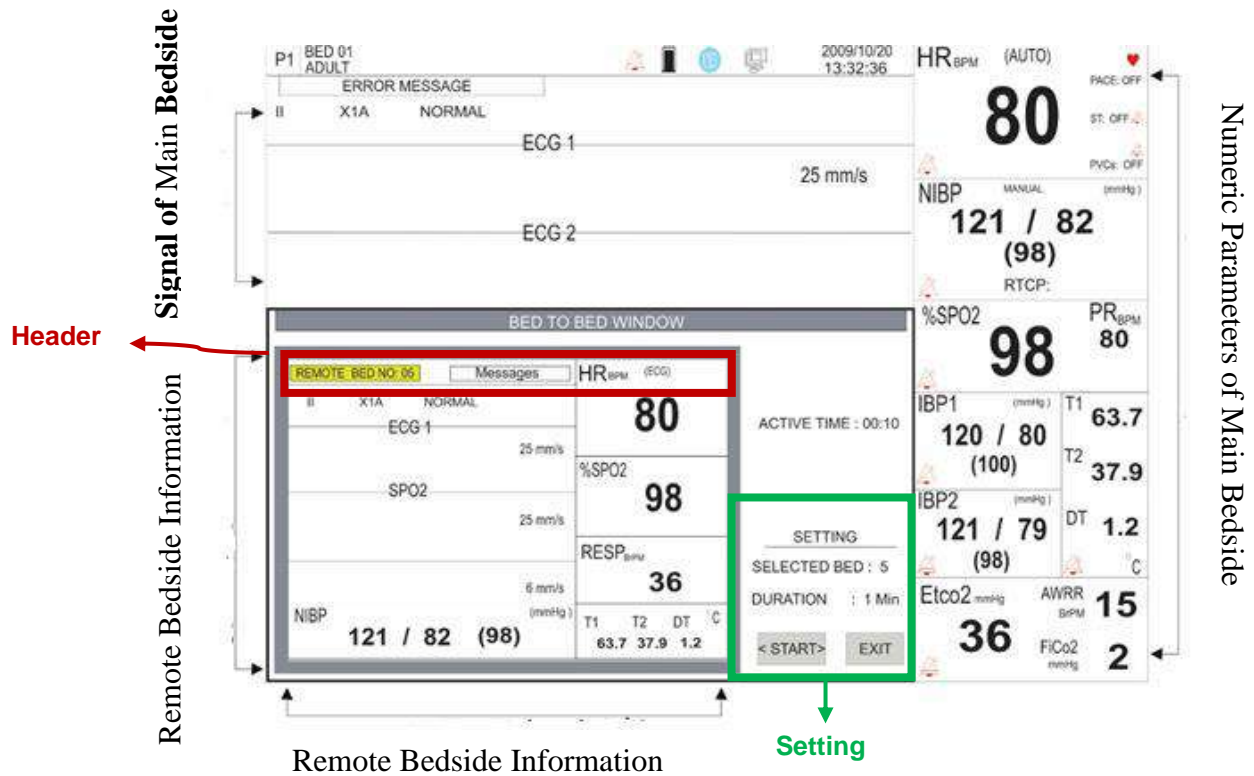 Signal of Main Bedside
Remote Bedside Information
Header
P1 BED 01
ADULT
2009/10/20
13:32:36
ERROR MESSAGE
II X1A NORMAL
ECG 1
25 mm/s
ECG 2
HR BPM (AUTO)
PACE: OFF
80
ST: OFF
PVCs: OFF
NIBP MANUAL (mmHg)
121 / 82
(98)
RTCP:
%SPO2 PR BPM
98 80
IBP1 (mmHg) T1
63.7
120 / 80
(100)
T2
37.9
IBP2 (mmHg)
121 / 79
(98)
DT 1.2
°C
Etco2 mmHg AWRR
BrPM 15
36
FiCo2
mmHg 2
BED TO BED WINDOW
REMOTE BED NO: 05 Messages HR BPM (ECG)
II X1A NORMAL
80
ECG 1
25 mm/s
%SPO2
98
SPO2
25 mm/s
RESP BrPM
36
6 mm/s
NIBP (mmHg)
121 / 82 (98)
T1 T2 DT °C
63.7 37.9 1.2
ACTIVE TIME : 00:10
SETTING
SELECTED BED : 5
DURATION : 1 Min
< START> EXIT
Numeric Parameters of Main Bedside
Remote Bedside Information
Setting